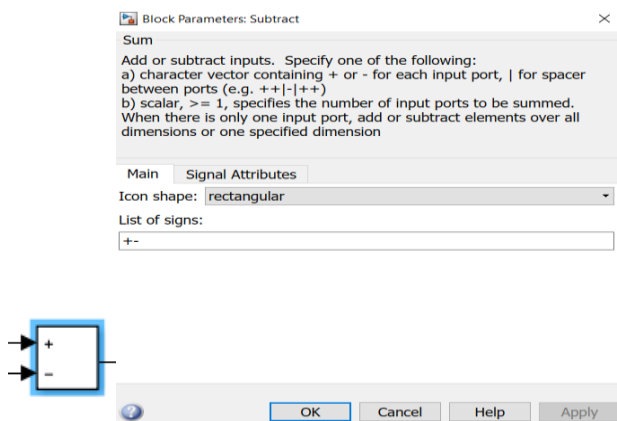 Block Parameters: Subtract
Sum
Add or subtract inputs.  Specify one of the following:
a) character vector containing + or - for each input port, | for spacer
between ports (e.g. ++|-|++)
b) scalar, >= 1, specifies the number of input ports to be summed.
When there is only one input port, add or subtract elements over all
dimensions or one specified dimension
Main Signal Attributes
Icon shape: rectangular
List of signs:
+-
+
−
? OK Cancel Help Apply